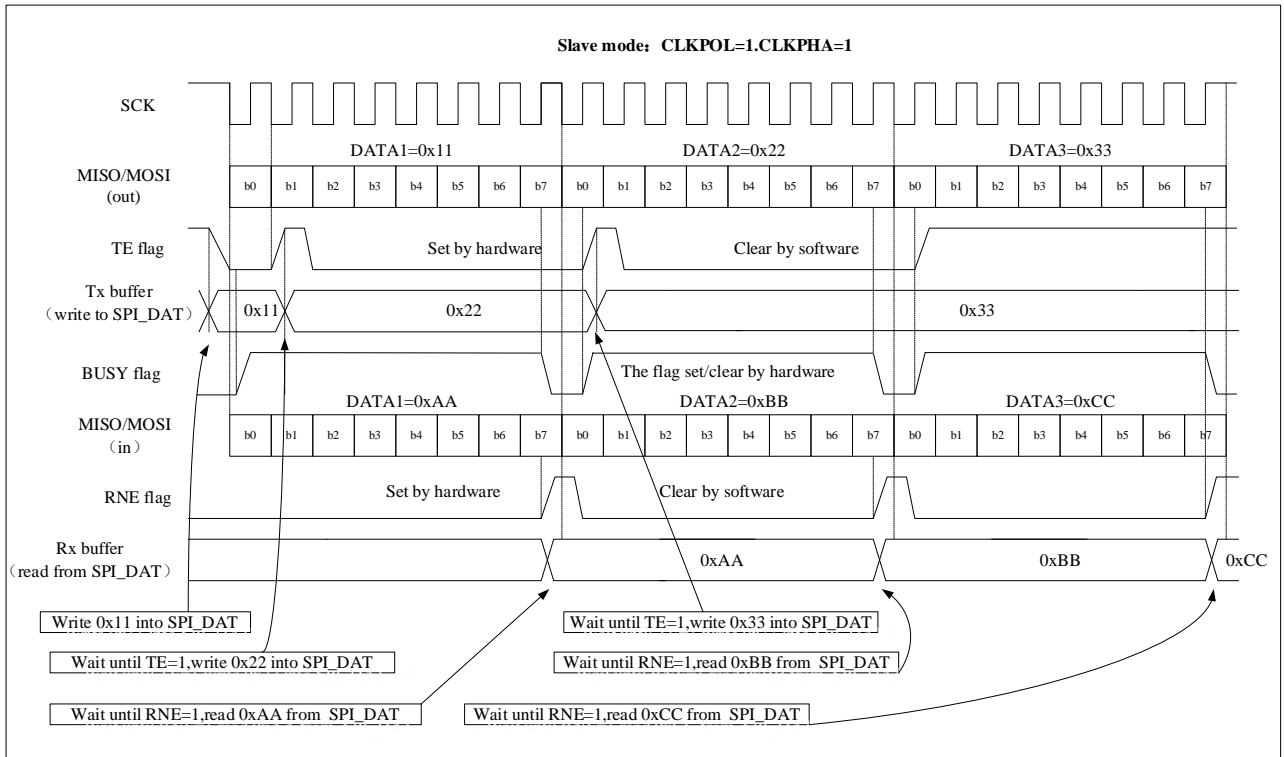 Slave mode：CLKPOL=1.CLKPHA=1
SCK
DATA1=0x11 DATA2=0x22 DATA3=0x33
MISO/MOSI
(out)
b0 b1 b2 b3 b4 b5 b6 b7 b0 b1 b2 b3 b4 b5 b6 b7 b0 b1 b2 b3 b4 b5 b6 b7
TE flag
Set by hardware Clear by software
Tx buffer
（write to SPI_DAT）
0x11 0x22 0x33
BUSY flag
The flag set/clear by hardware
DATA1=0xAA DATA2=0xBB DATA3=0xCC
MISO/MOSI
（in）
b0 b1 b2 b3 b4 b5 b6 b7 b0 b1 b2 b3 b4 b5 b6 b7 b0 b1 b2 b3 b4 b5 b6 b7
RNE flag
Set by hardware Clear by software
Rx buffer
（read from SPI_DAT）
0xAA 0xBB 0xCC
Write 0x11 into SPI_DAT
Wait until TE=1,write 0x33 into SPI_DAT
Wait until TE=1,write 0x22 into SPI_DAT
Wait until RNE=1,read 0xBB from SPI_DAT
Wait until RNE=1,read 0xAA from SPI_DAT
Wait until RNE=1,read 0xCC from SPI_DAT